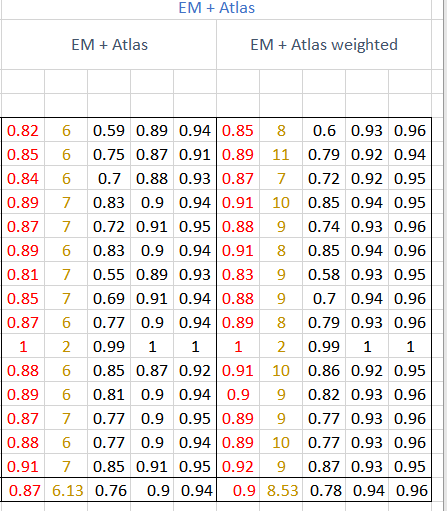 EM + Atlas
EM + Atlas EM + Atlas weighted
0.82 6 0.59 0.89 0.94 0.85 8 0.6 0.93 0.96
0.85 6 0.75 0.87 0.91 0.89 11 0.79 0.92 0.94
0.84 6 0.7 0.88 0.93 0.87 7 0.72 0.92 0.95
0.89 7 0.83 0.9 0.94 0.91 10 0.85 0.94 0.95
0.87 7 0.72 0.91 0.95 0.88 9 0.74 0.93 0.96
0.89 6 0.83 0.9 0.94 0.91 8 0.85 0.94 0.96
0.81 7 0.55 0.89 0.93 0.83 9 0.58 0.93 0.95
0.85 7 0.69 0.91 0.94 0.88 9 0.7 0.94 0.96
0.87 6 0.77 0.9 0.94 0.89 8 0.79 0.93 0.96
1 2 0.99 1 1 1 2 0.99 1 1
0.88 6 0.85 0.87 0.92 0.91 10 0.86 0.92 0.95
0.89 6 0.81 0.9 0.94 0.9 9 0.82 0.93 0.96
0.87 7 0.77 0.9 0.95 0.89 9 0.77 0.93 0.96
0.88 6 0.77 0.9 0.94 0.89 10 0.77 0.93 0.96
0.91 7 0.85 0.91 0.95 0.92 9 0.87 0.93 0.95
0.87 6.13 0.76 0.9 0.94 0.9 8.53 0.78 0.94 0.96